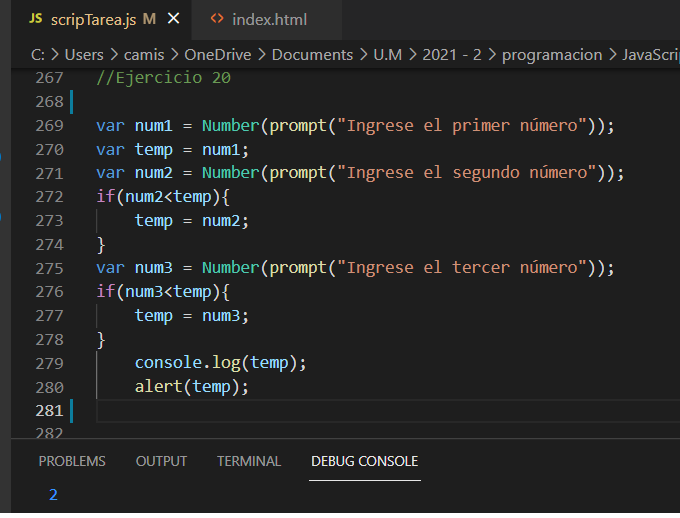 scripTarea.js M × <> index.html
C: > Users > camis > OneDrive > Documents > U.M > 2021 - 2 > programacion > JavaScrip
267 //Ejercicio 20
268
269 var num1 = Number(prompt("Ingrese el primer número"));
270 var temp = num1;
271 var num2 = Number(prompt("Ingrese el segundo número"));
272 if(num2<temp){
273 temp = num2;
274 }
275 var num3 = Number(prompt("Ingrese el tercer número"));
276 if(num3<temp){
277 temp = num3;
278 }
279 console.log(temp);
280 alert(temp);
281
282
PROBLEMS OUTPUT TERMINAL DEBUG CONSOLE
2